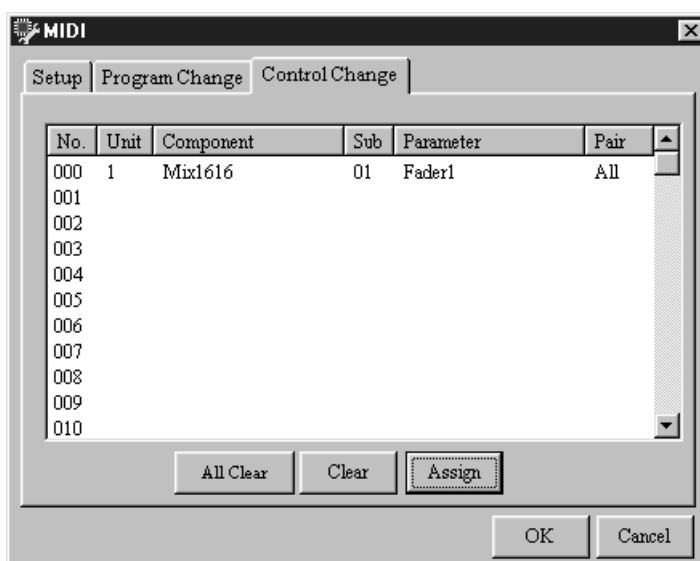 MIDI
Setup Program Change Control Change
No. Unit Component Sub Parameter Pair
000 1 Mix1616 01 Fader1 All
001
002
003
004
005
006
007
008
009
010
All Clear Clear Assign
OK Cancel